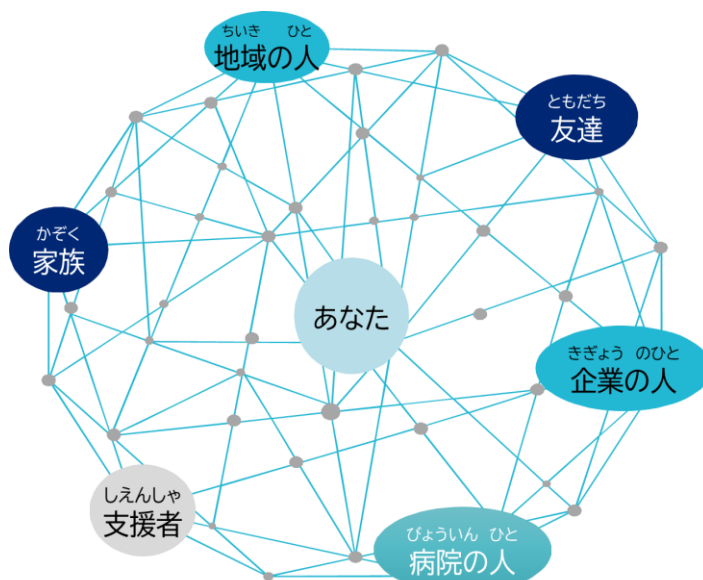 ちいき ひと
地域の人
ともだち
友達
かぞく
家族
あなた
きぎょう のひと
企業の人
しえんしゃ
支援者
びょういん ひと
病院の人